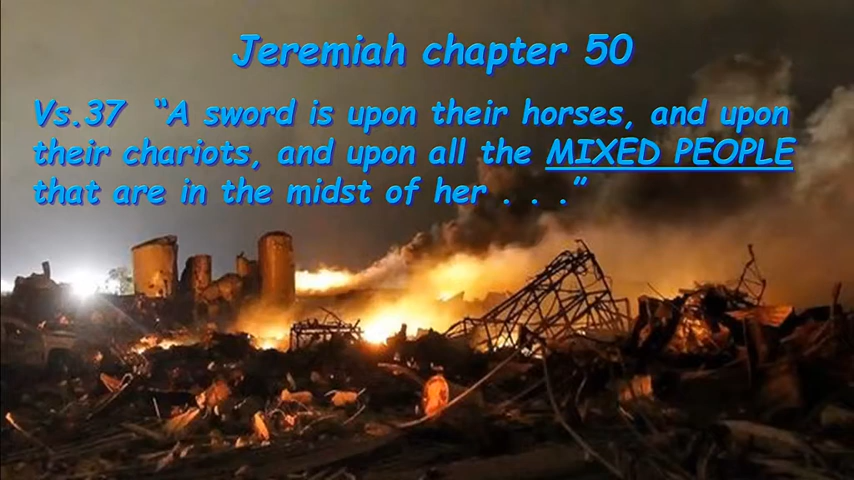 Jeremiah chapter 50
Vs.37 “A sword is upon their horses, and upon
their chariots, and upon all the MIXED PEOPLE
that are in the midst of her . . .”